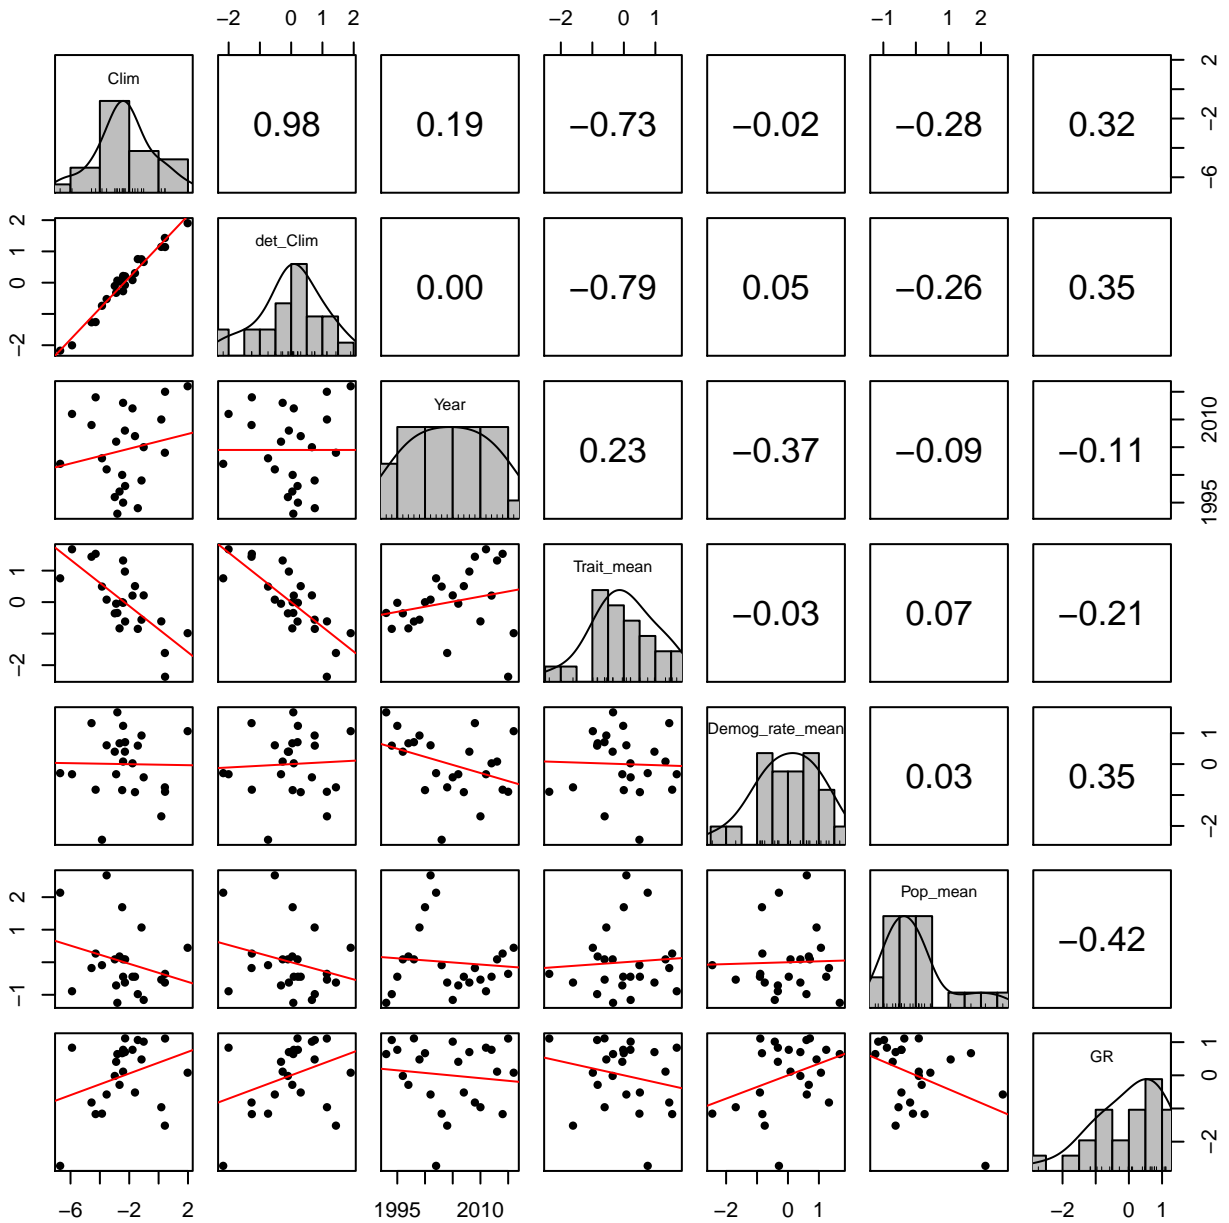 −2 0 1 2 −2 0 1 −1 1 2
Clim
0.98 0.19 −0.73 −0.02 −0.28 0.32
−6 −2 2
−2 0 1 2
det_Clim
0.00 −0.79 0.05 −0.26 0.35
Year
0.23 −0.37 −0.09 −0.11
1995 2010
−2 0 1
Trait_mean
−0.03 0.07 −0.21
Demog_rate_mean
0.03 0.35
−2 0 1
−1 1 2
Pop_mean
−0.42
GR
−2 0 1
−6 −2 2 1995 2010 −2 0 1 −2 0 1